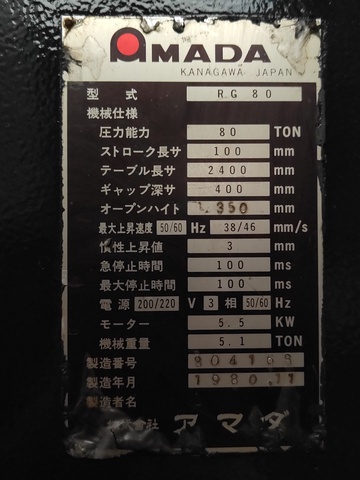 AMADA
KANAGAWA JAPAN
型式 RG80
機械仕様
圧力能力 80 TON
ストローク長サ 100 mm
テーブル長サ 2400 mm
ギャップ深サ 400 mm
オープンハイト 350 mm
最大上昇速度 50/60 Hz 38/46 mm/s
惰性上昇値 3 mm
急停止時間 100 ms
最大停止時間 100 ms
電源 200/220 V 3 相 50/60 Hz
モーター 5.5 KW
機械重量 5.1 TON
製造番号
製造年月 1980.11
製造者名
株式会社 アマダ